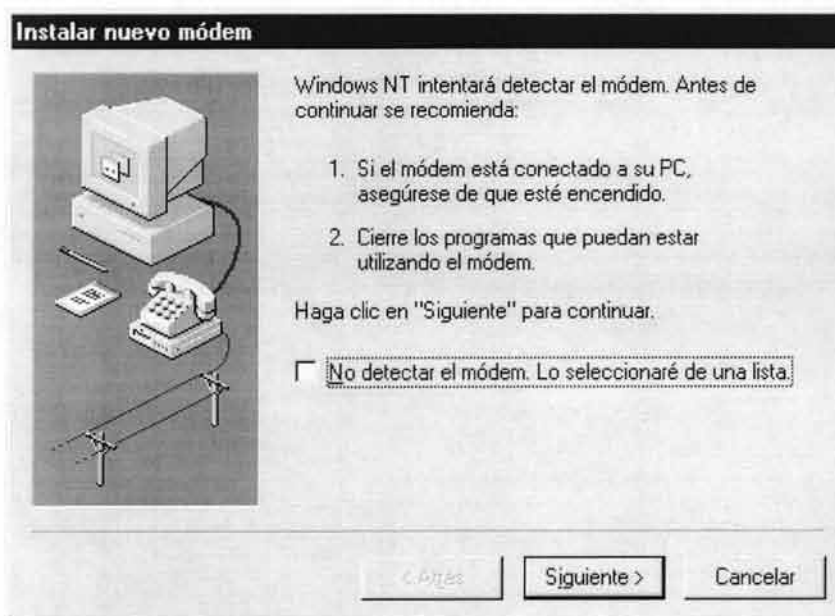 Instalar nuevo módem
Windows NT intentará detectar el módem. Antes de
continuar se recomienda:
1. Si el módem está conectado a su PC,
asegúrese de que esté encendido.
2. Cierre los programas que puedan estar
utilizando el módem.
Haga clic en "Siguiente" para continuar.
No detectar el módem. Lo seleccionaré de una lista.
< Atrás
Siguiente >
Cancelar